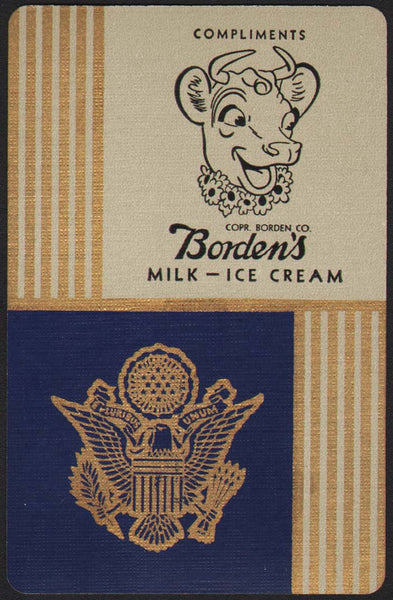 COMPLIMENTS
COPR. BORDEN CO.
Borden's
MILK — ICE CREAM
E PLURIBUS UNUM